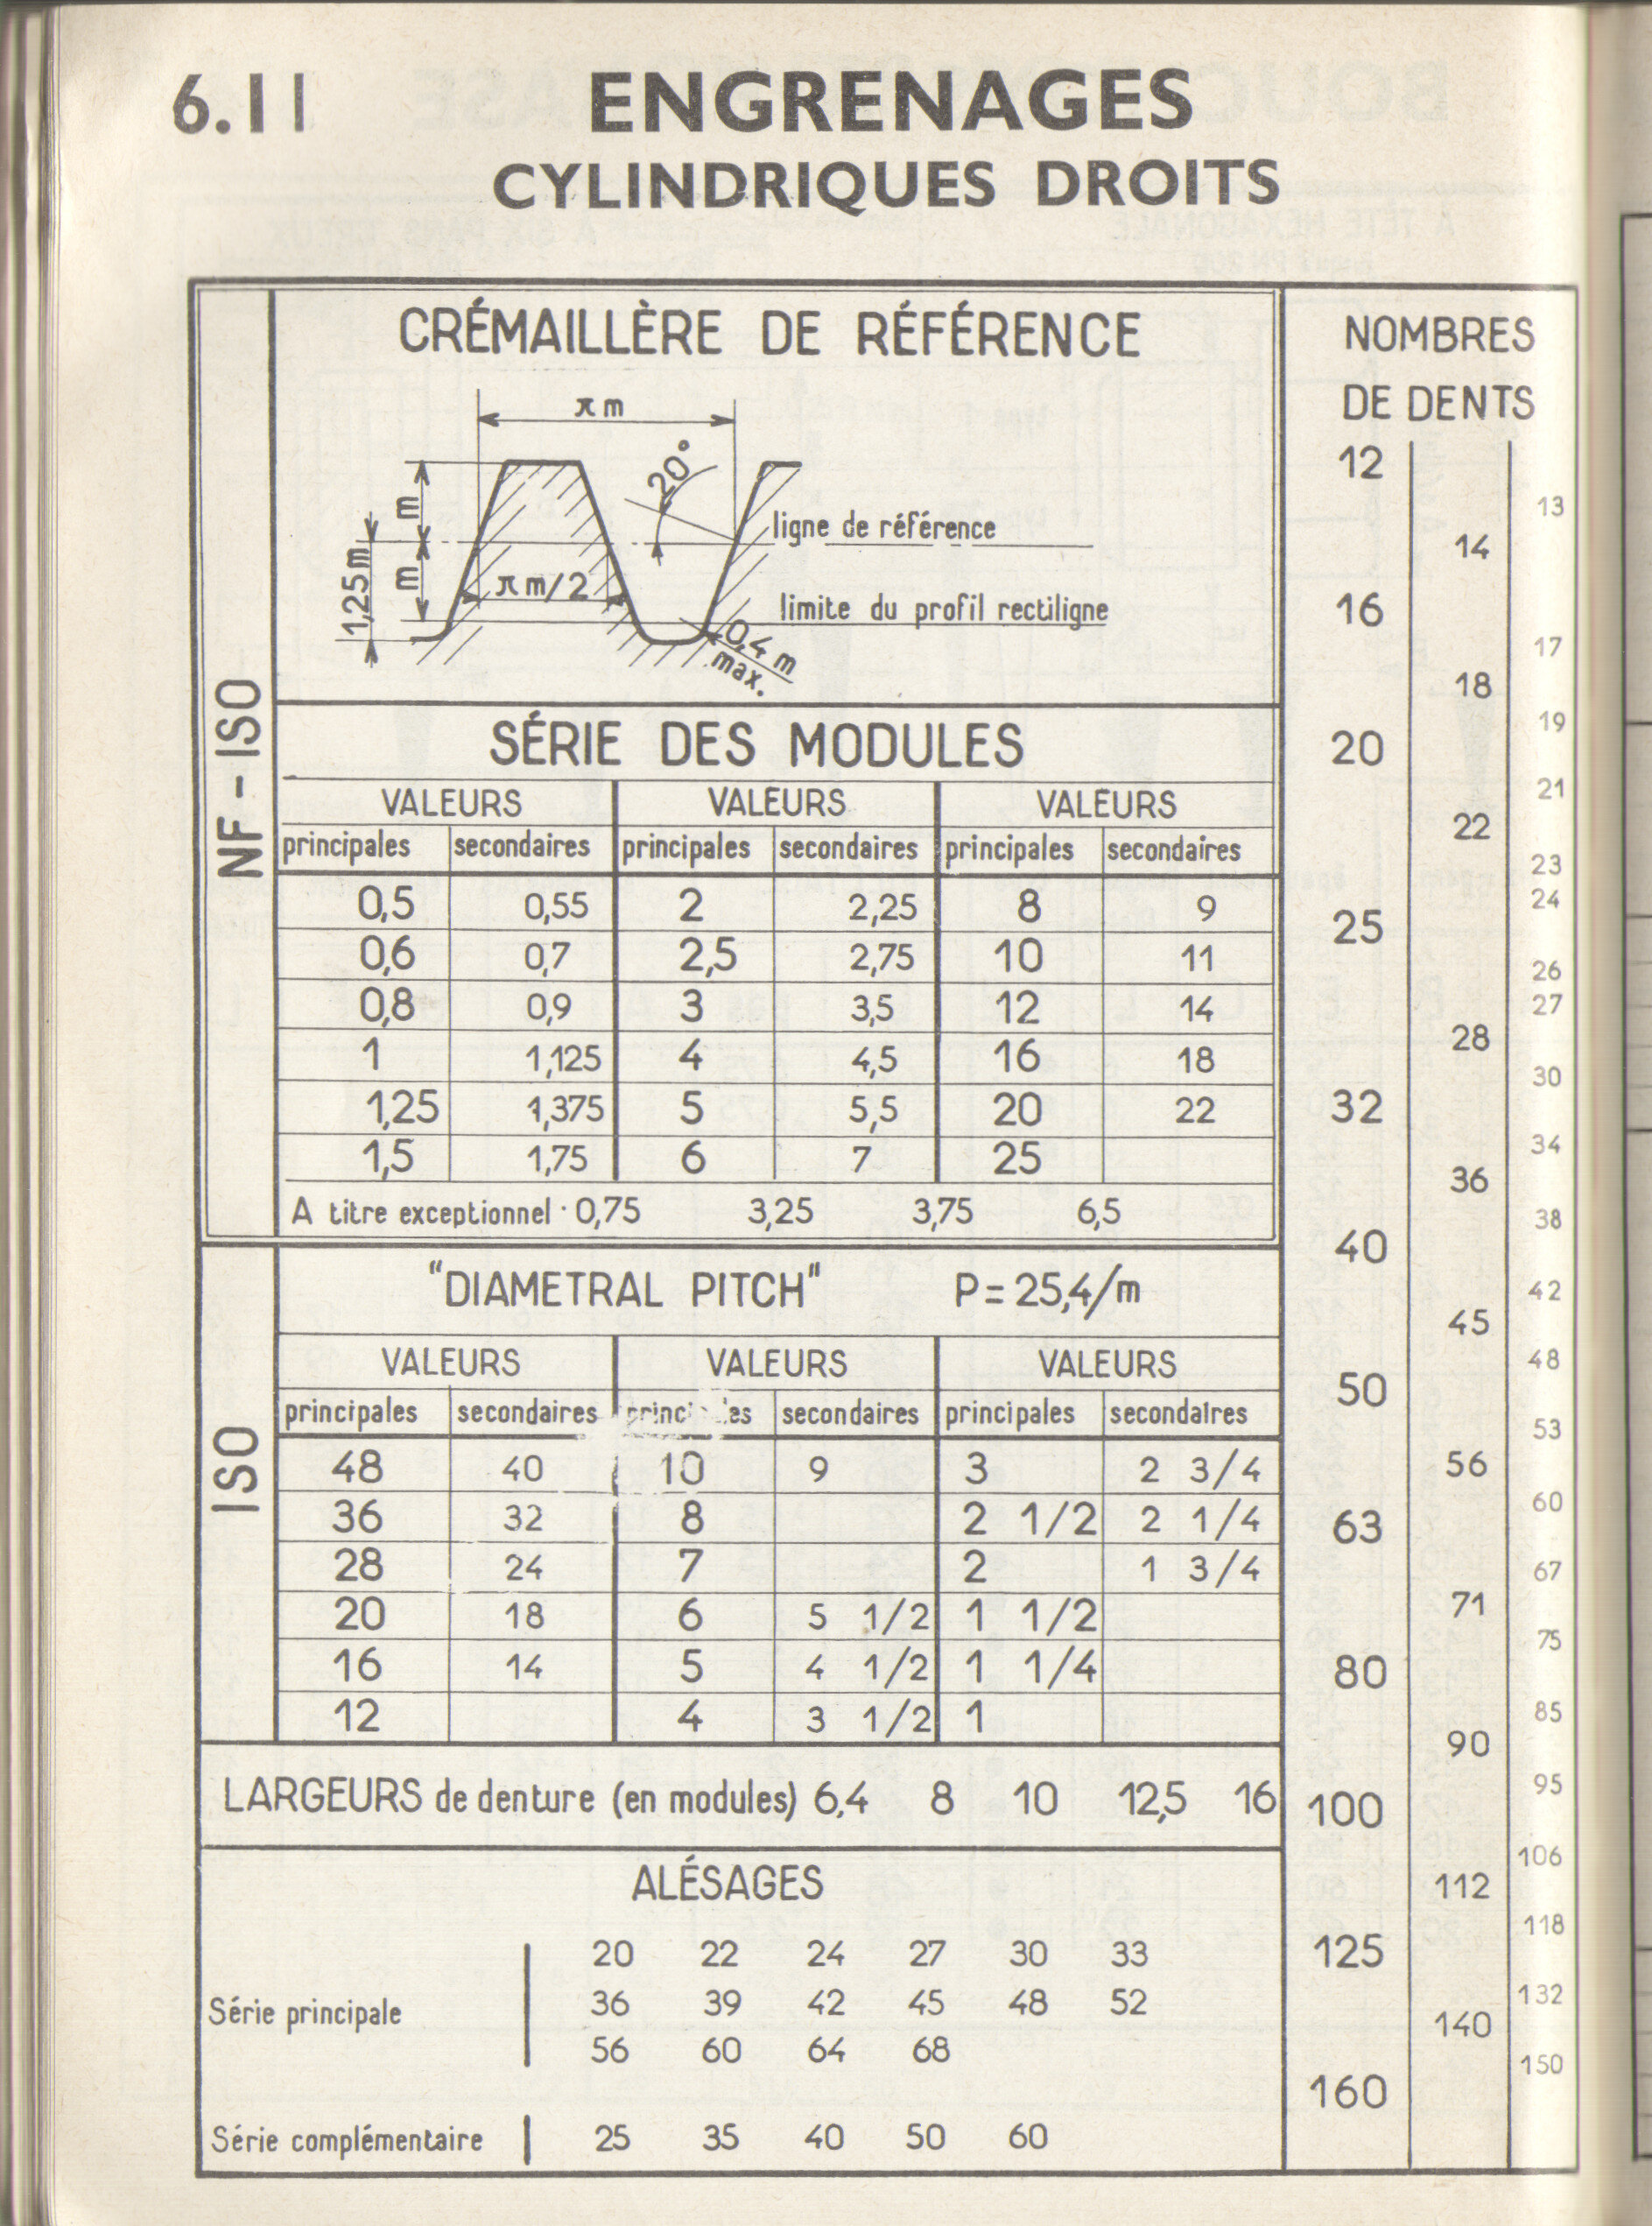 6.11
ENGRENAGES
CYLINDRIQUES DROITS
NF - ISO
CRÉMAILLÈRE DE RÉFÉRENCE
π m
20°
m
ligne de référence
1,25m
m
π m/2
limite du profil rectiligne
0,4 m
max.
SÉRIE DES MODULES
VALEURS VALEURS VALEURS
principales secondaires principales secondaires principales secondaires
0,5 0,55 2 2,25 8 9
0,6 0,7 2,5 2,75 10 11
0,8 0,9 3 3,5 12 14
1 1,125 4 4,5 16 18
1,25 1,375 5 5,5 20 22
1,5 1,75 6 7 25
A titre exceptionnel · 0,75 3,25 3,75 6,5
ISO
"DIAMETRAL PITCH" P = 25,4/m
VALEURS VALEURS VALEURS
principales secondaires secondaires principales secondaires
48 40 10 9 3 2 3/4
36 32 8 2 1/2 2 1/4
28 24 7 2 1 3/4
20 18 6 5 1/2 1 1/2
16 14 5 4 1/2 1 1/4
12 4 3 1/2 1
LARGEURS de denture (en modules) 6,4 8 10 12,5 16
ALÉSAGES
Série principale
20 22 24 27 30 33
36 39 42 45 48 52
56 60 64 68
Série complémentaire 25 35 40 50 60
NOMBRES
DE DENTS
12
13
14
16
17
18
19
20
21
22
23
24
25
26
27
28
30
32
34
36
38
40
42
45
48
50
53
56
60
63
67
71
75
80
85
90
95
100
106
112
118
125
132
140
150
160